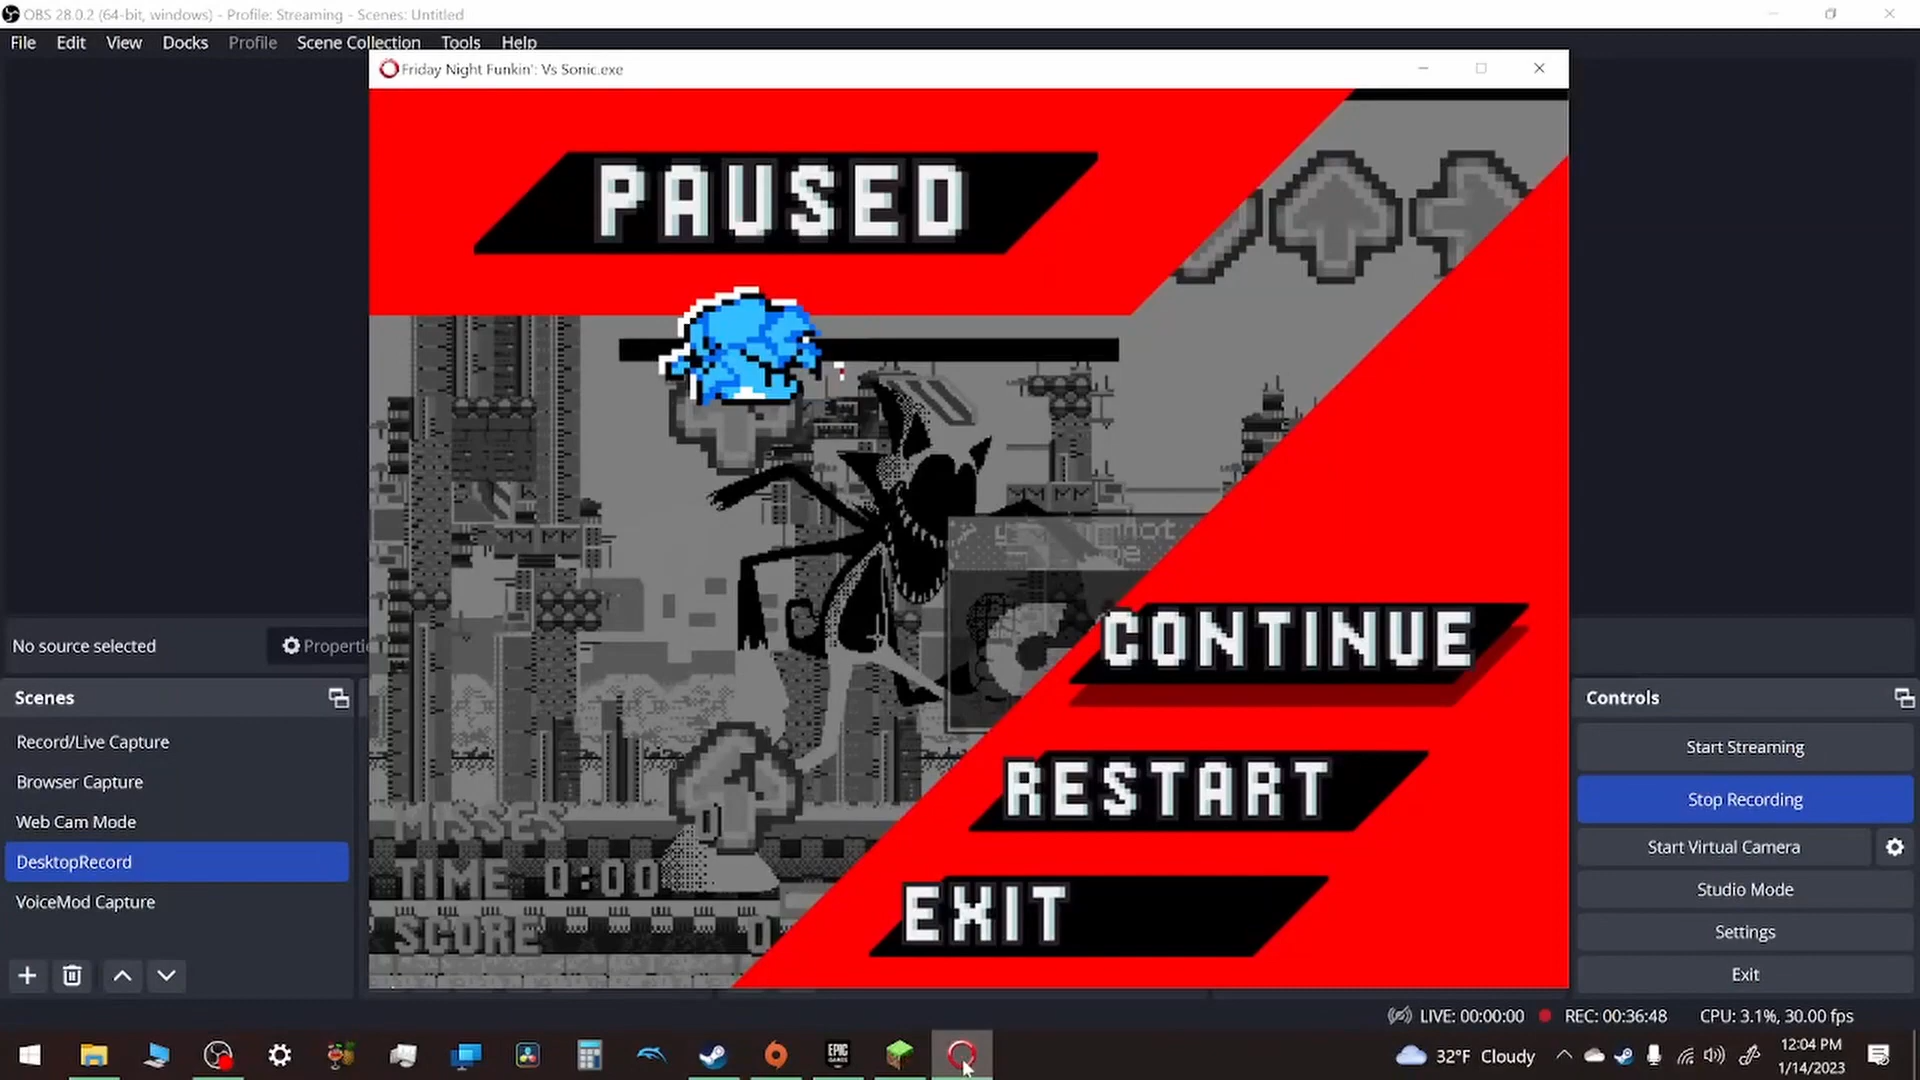 OBS 28.0.2 (64-bit, windows) - Profile: Streaming - Scenes: Untitled
File Edit View Docks Profile Scene Collection Tools Help
Friday Night Funkin': Vs Sonic.exe
PAUSED
CONTINUE
RESTART
EXIT
MISSES 0
TIME 0:00
SCORE 0
No source selected
Properti
Scenes
Record/Live Capture
Browser Capture
Web Cam Mode
DesktopRecord
VoiceMod Capture
Controls
Start Streaming
Stop Recording
Start Virtual Camera
Studio Mode
Settings
Exit
LIVE: 00:00:00 REC: 00:36:48 CPU: 3.1%, 30.00 fps
EPIC
GAMES
32°F Cloudy
12:04 PM
1/14/2023